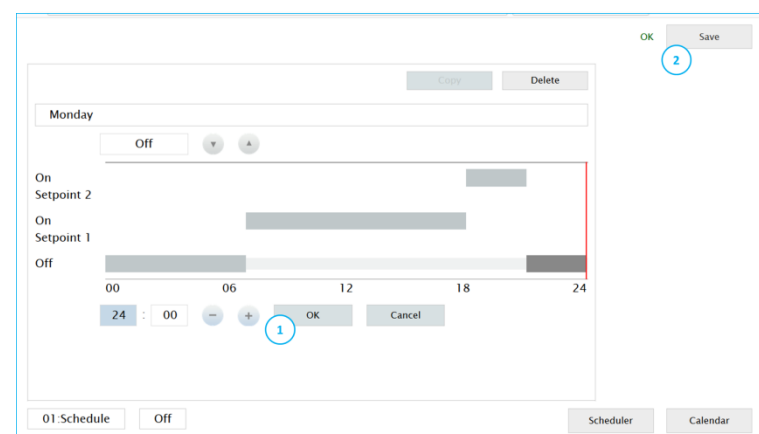 OK Save
2
Copy Delete
Monday
Off
On
Setpoint 2
On
Setpoint 1
Off
00 06 12 18 24
24 : 00 - + OK Cancel
1
01:Schedule Off Scheduler Calendar